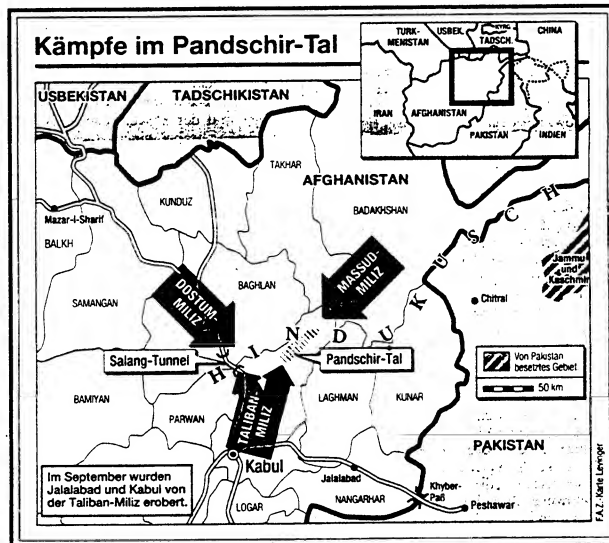 Kämpfe im Pandschir-Tal
TURK-
MENISTAN
USBEK.
KIRG.
TADSCH.
CHINA
IRAN
AFGHANISTAN
PAKISTAN
INDIEN
USBEKISTAN
TADSCHIKISTAN
TAKHAR
AFGHANISTAN
KUNDUZ
BADAKHSHAN
Mazar-i-Sharif
BALKH
SAMANGAN
BAGHLAN
DOSTUM-
MILIZ
MASSUD-
MILIZ
HINDUKUSCH
Jammu
und
Kaschmir
Chitral
Salang-Tunnel
Pandschir-Tal
Von Pakistan
besetztes Gebiet
50 km
BAMIYAN
PARWAN
TALIBAN-
MILIZ
LAGHMAN
KUNAR
PAKISTAN
Kabul
Im September wurden
Jalalabad und Kabul von
der Taliban-Miliz erobert.
Jalalabad
LOGAR
NANGARHAR
Khyber-
Paß
Peshawar
F.A.Z.-Karte Levinger